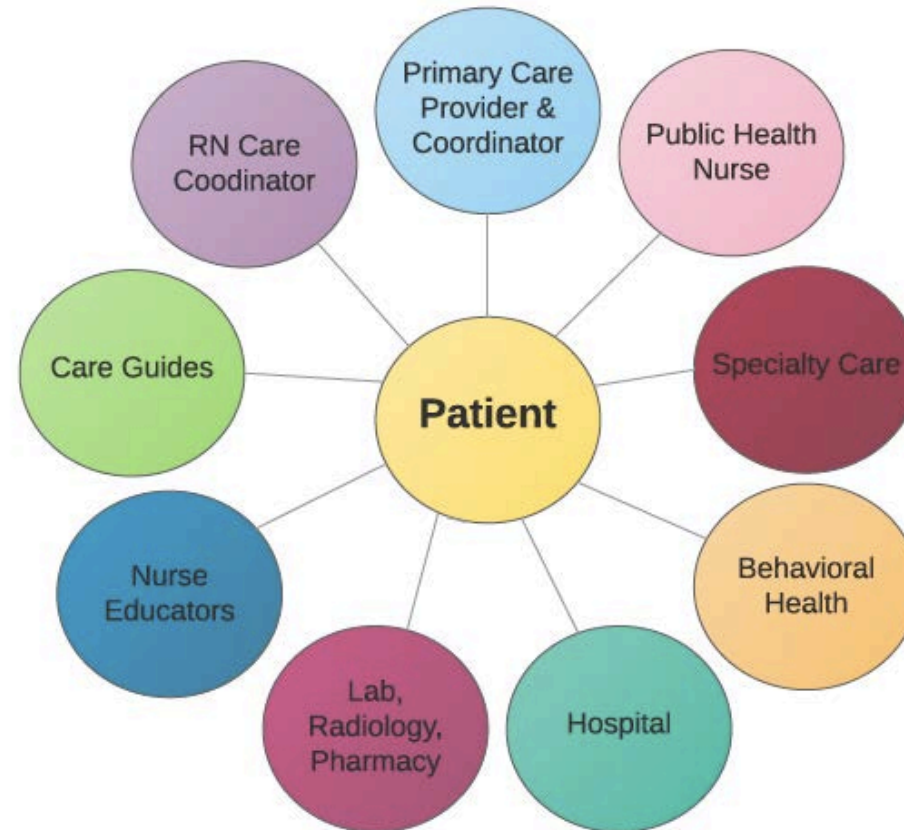 Primary Care
Provider &
Coordinator
RN Care
Coodinator
Public Health
Nurse
Care Guides
Patient
Specialty Care
Nurse
Educators
Behavioral
Health
Lab,
Radiology,
Pharmacy
Hospital